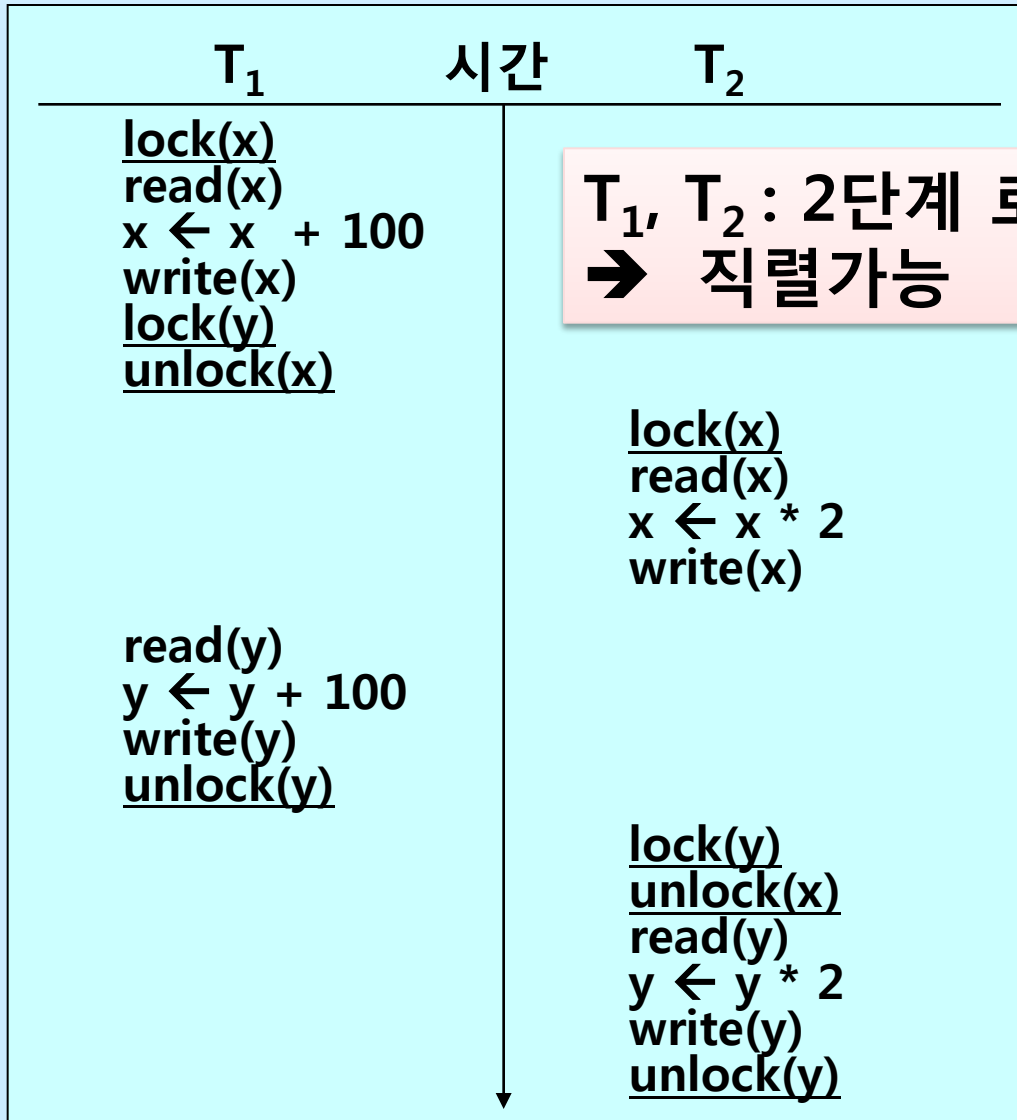 T₁ 시간 T₂
lock(x)
read(x)
x ← x + 100
write(x)
lock(y)
unlock(x)
T₁, T₂ : 2단계
➔ 직렬가능
lock(x)
read(x)
x ← x * 2
write(x)
read(y)
y ← y + 100
write(y)
unlock(y)
lock(y)
unlock(x)
read(y)
y ← y * 2
write(y)
unlock(y)